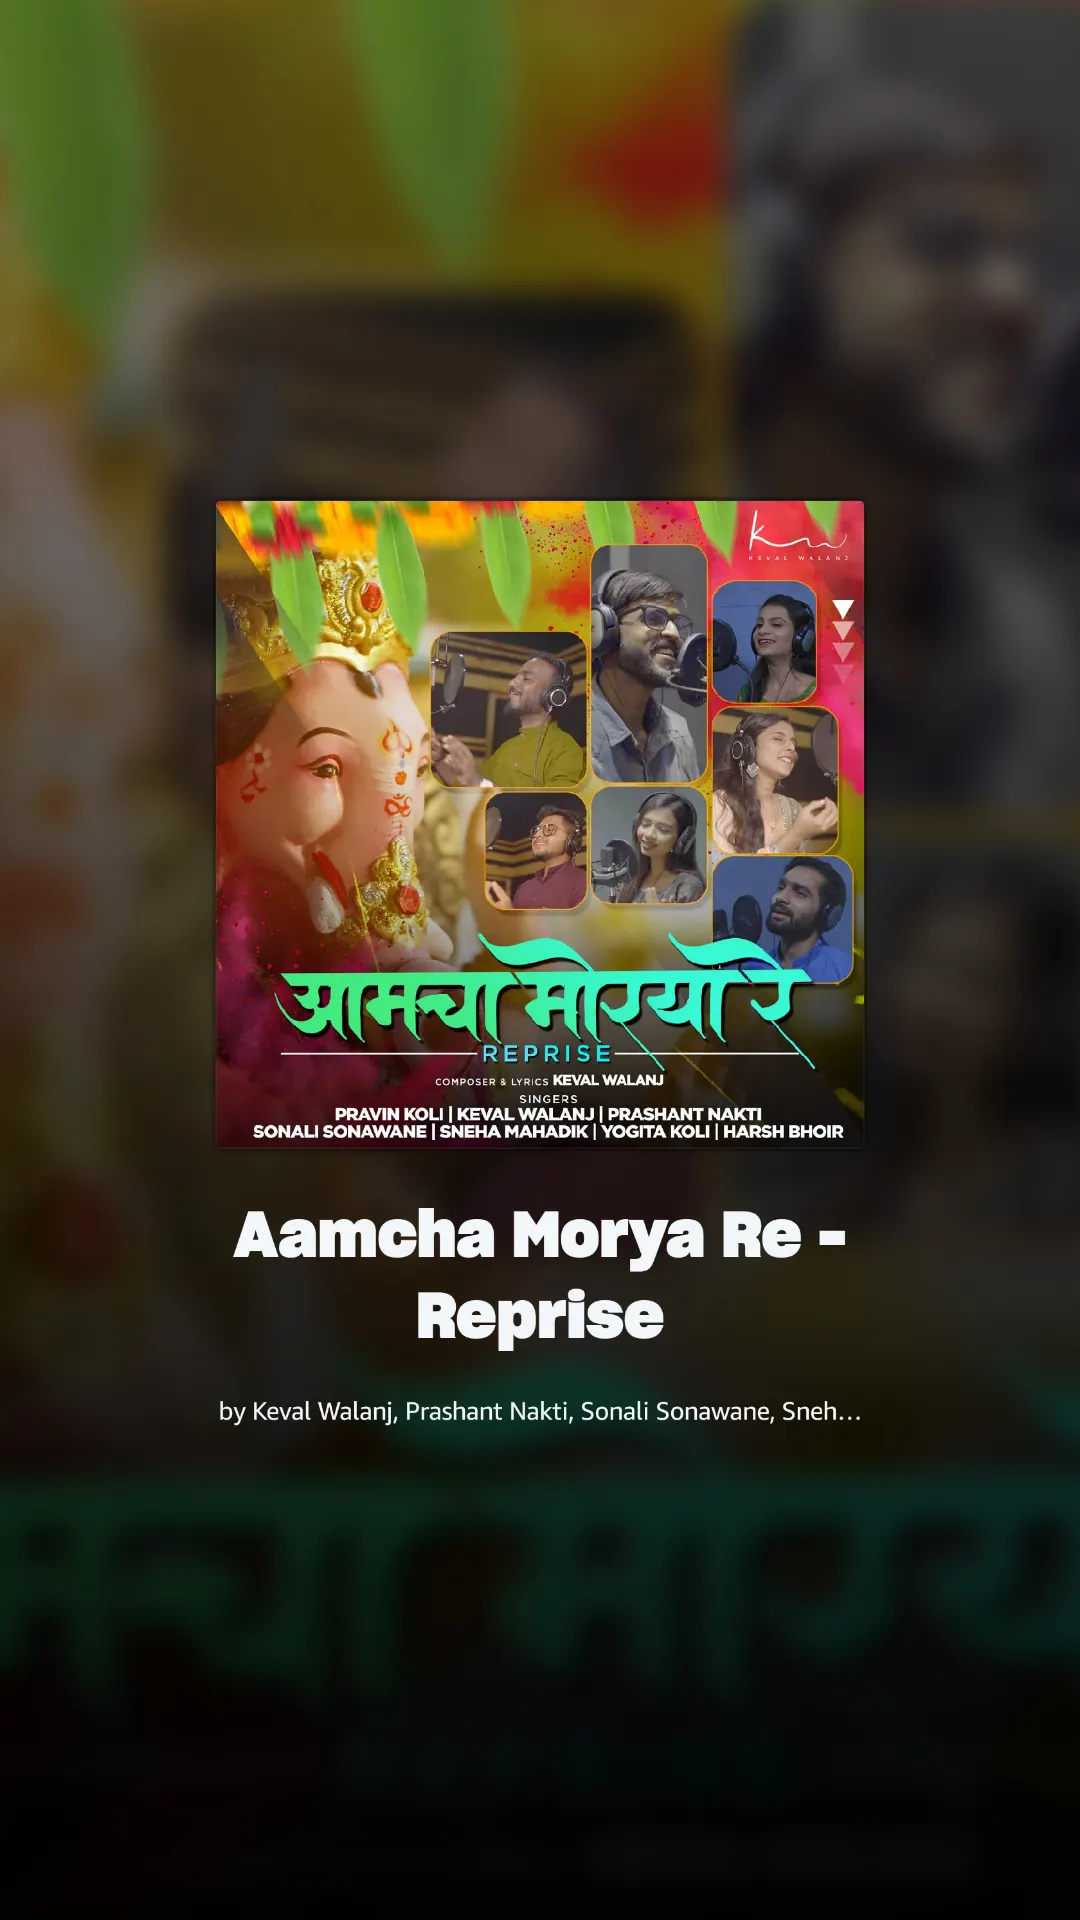 KEVAL WALANJ
आमचा मोरया रे
REPRISE
COMPOSER & LYRICS KEVAL WALANJ
SINGERS
PRAVIN KOLI | KEVAL WALANJ | PRASHANT NAKTI
SONALI SONAWANE | SNEHA MAHADIK | YOGITA KOLI | HARSH BHOIR
Aamcha Morya Re -
Reprise
by Keval Walanj, Prashant Nakti, Sonali Sonawane, Sneh...